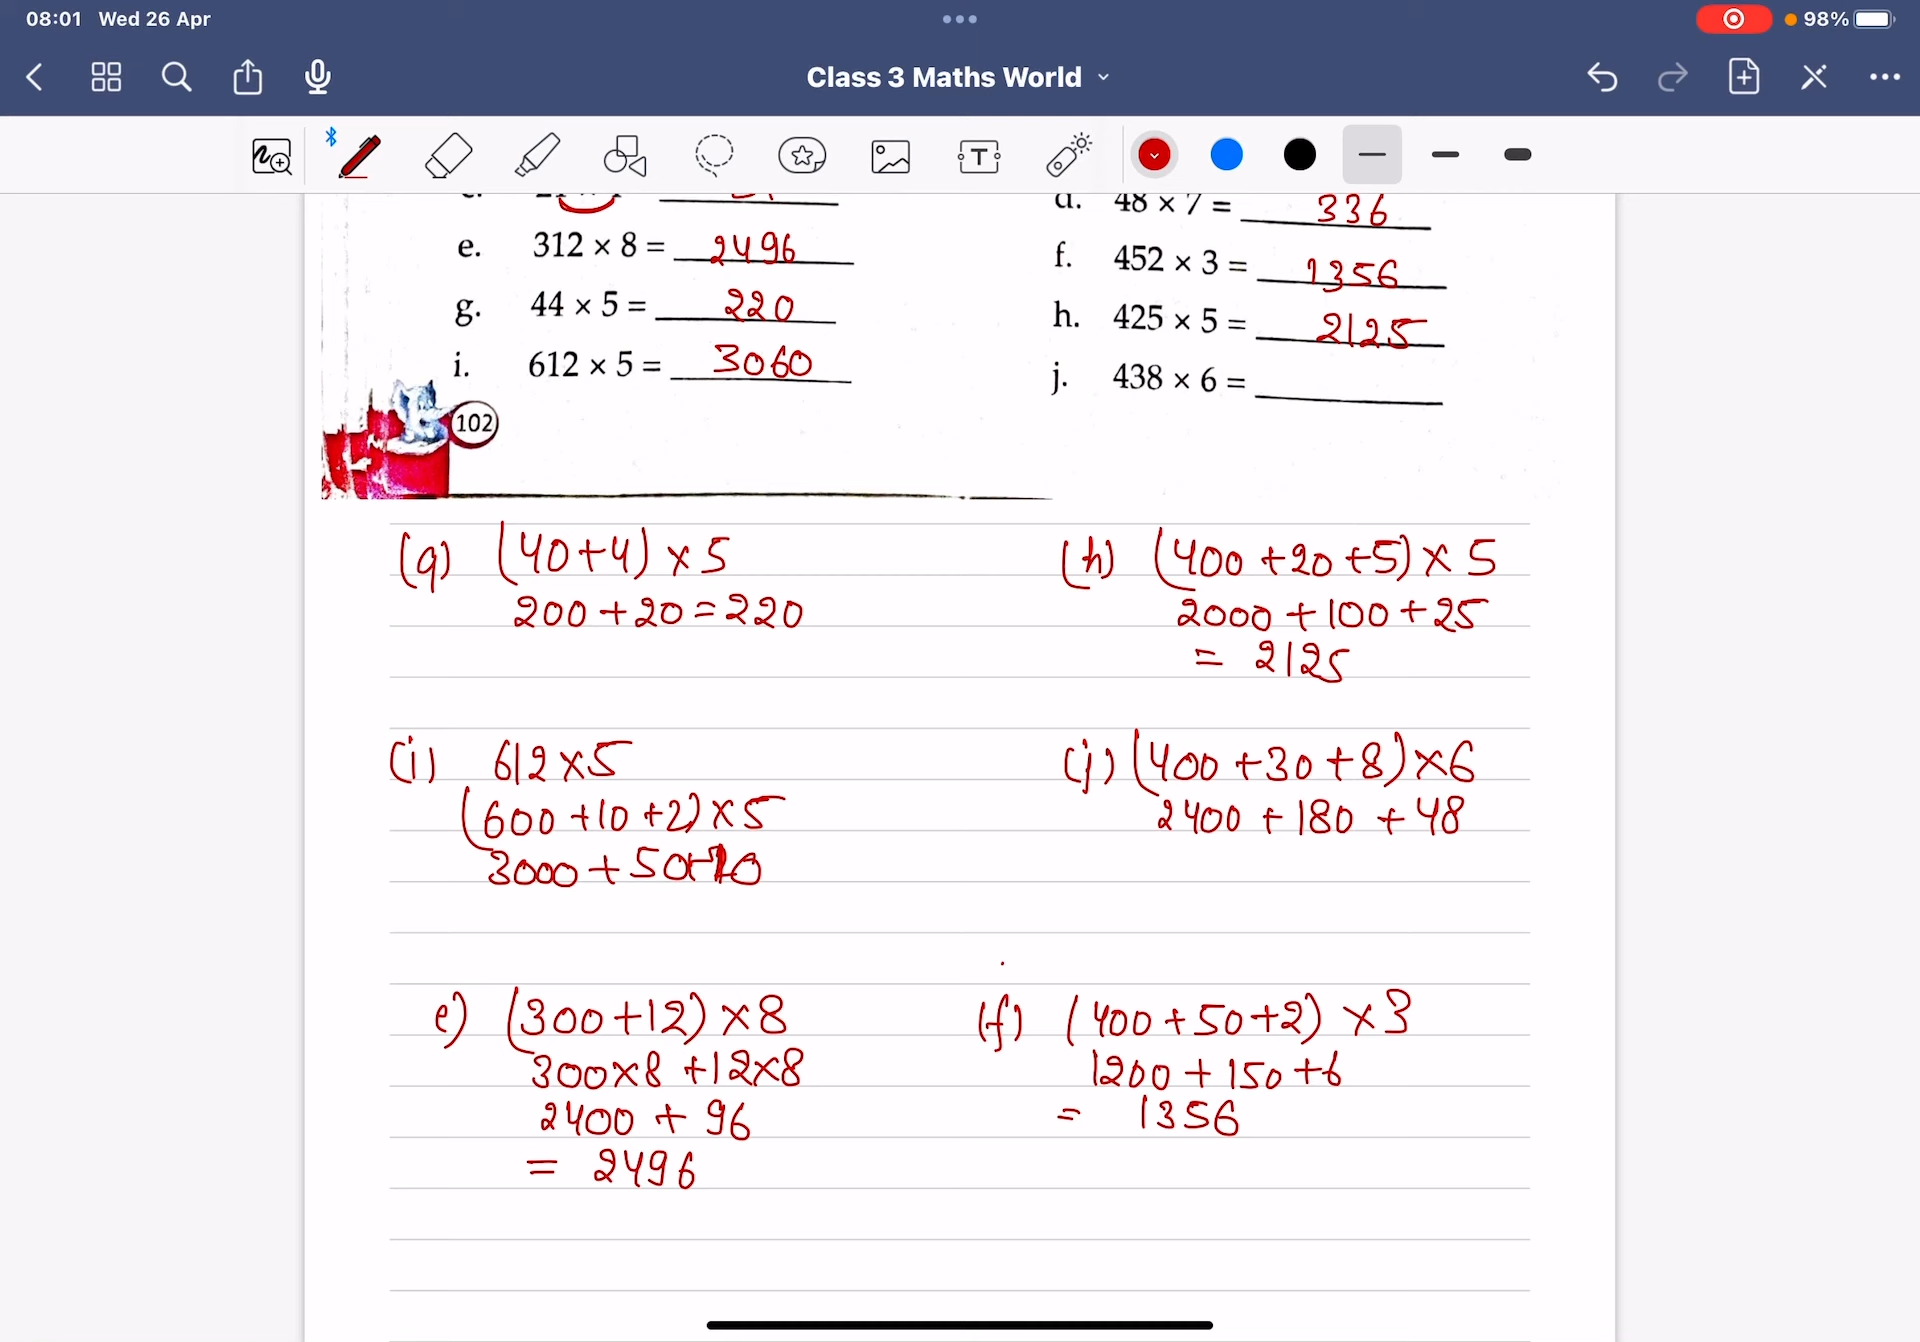 08:01 Wed 26 Apr
98%
Class 3 Maths World
T
d. 48 × 7 = 336
e. 312 × 8 = 2496
f. 452 × 3 = 1356
g. 44 × 5 = 220
h. 425 × 5 = 2125
i. 612 × 5 = 3060
j. 438 × 6 =
102
(g) (40+4) × 5
200 + 20 = 220
(h) (400 + 20 + 5) × 5
2000 + 100 + 25
= 2125
(i) 612 × 5
(600 + 10 + 2) × 5
3000 + 50 + 10
(j) (400 + 30 + 8) × 6
2400 + 180 + 48
e) (300 + 12) × 8
300×8 + 12×8
2400 + 96
= 2496
(f) (400 + 50 + 2) × 3
1200 + 150 + 6
= 1356